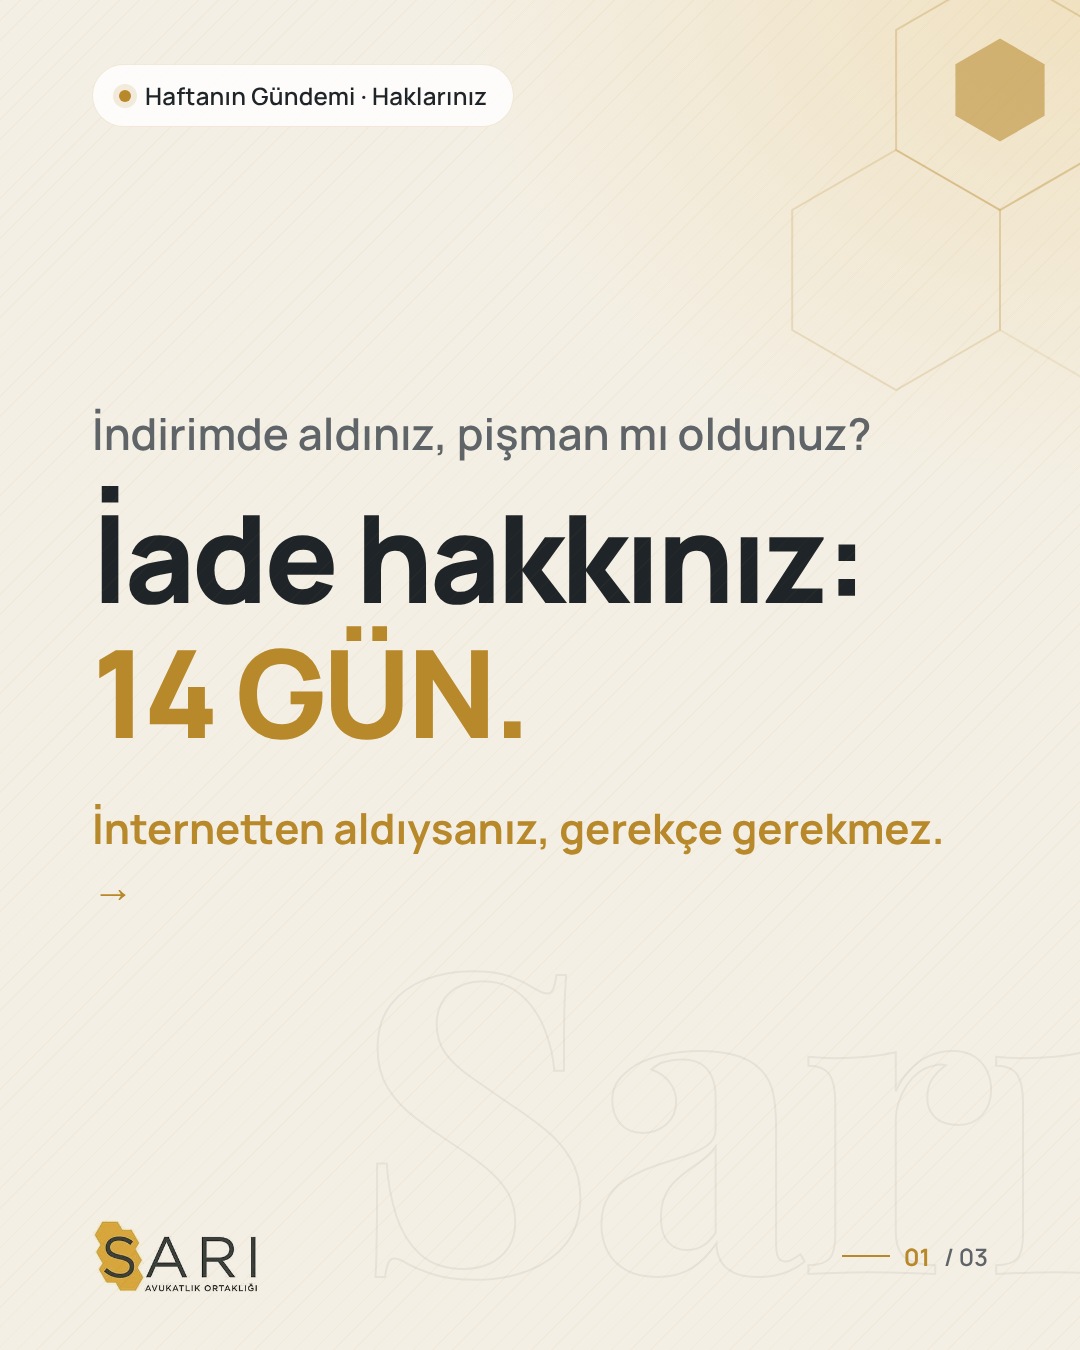 Haftanın Gündemi · Haklarınız
İndirimde aldınız, pişman mı oldunuz?
İade hakkınız:
14 GÜN.
İnternetten aldıysanız, gerekçe gerekmez.
→
Sarı
SARI
AVUKATLIK ORTAKLIĞI
01 / 03